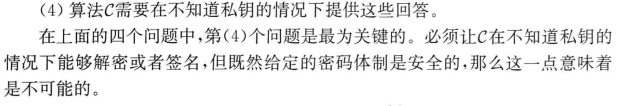 (4) 算法C需要在不知道私钥的情况下提供这些回答。
在上面的四个问题中,第(4)个问题是最为关键的。必须让C在不知道私钥的
情况下能够解密或者签名,但既然给定的密码体制是安全的,那么这一点意味着
是不可能的。